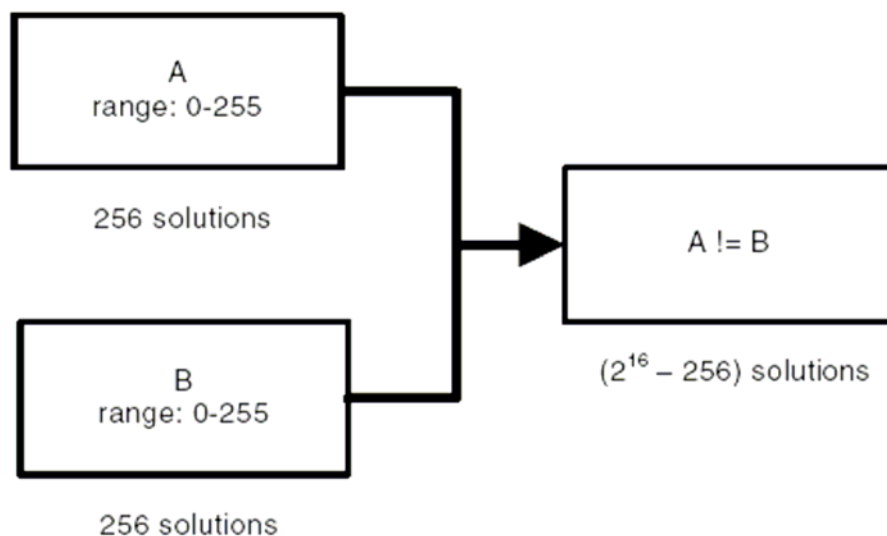 A
range: 0-255
256 solutions
A != B
(2¹⁶ – 256) solutions
B
range: 0-255
256 solutions